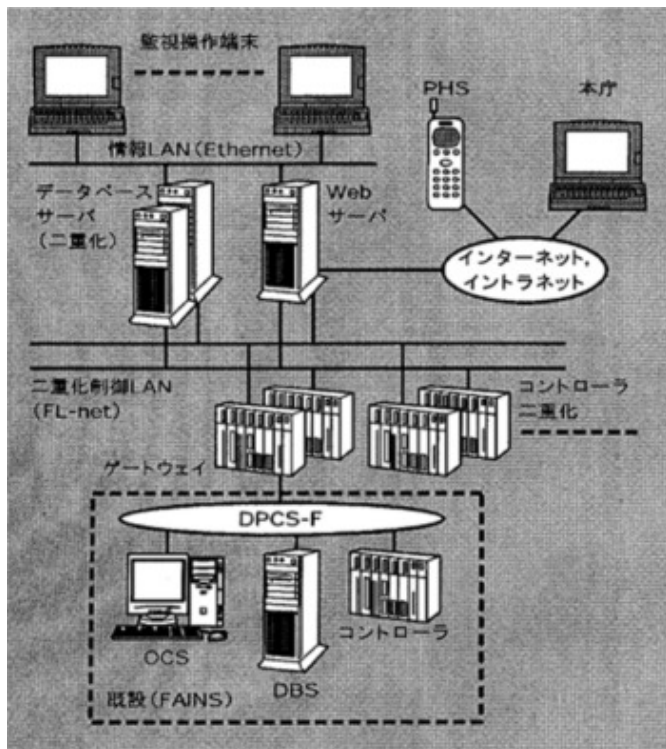 監視操作端末
PHS
本庁
情報LAN(Ethernet)
データベース
サーバ
(二重化)
Web
サーバ
インターネット,
イントラネット
二重化制御LAN
(FL-net)
コントローラ
二重化
ゲートウェイ
DPCS-F
OCS
DBS
コントローラ
既設(FAINS)